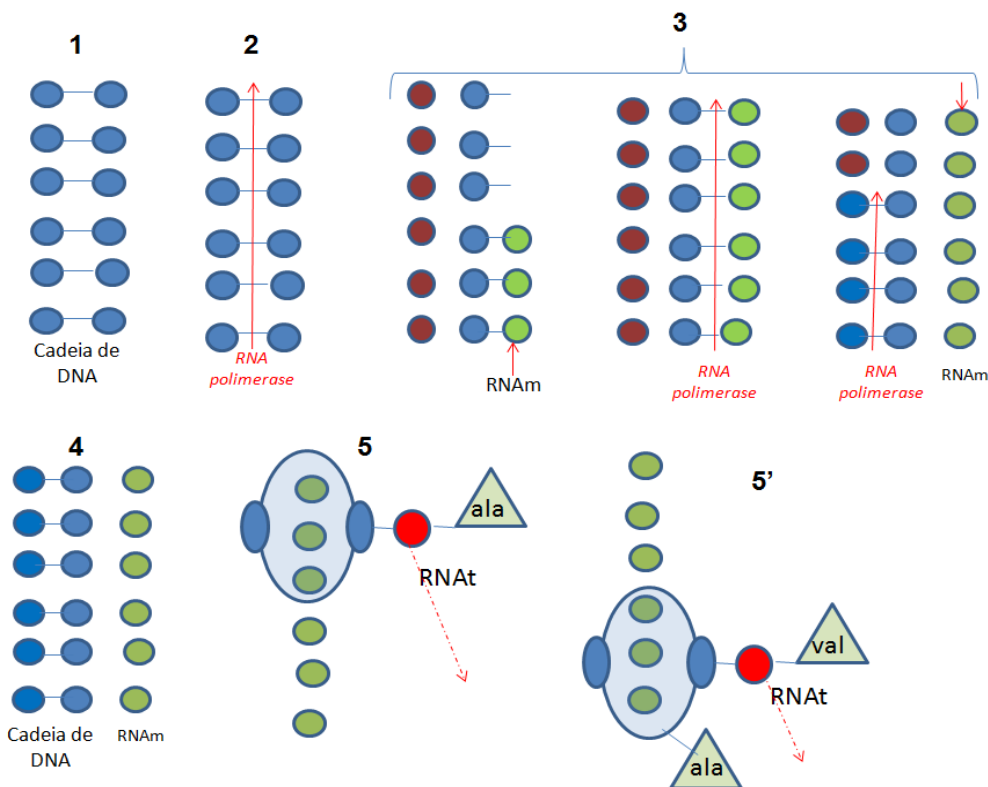 1
2
3
Cadeia de
DNA
RNA
polimerase
RNAm
RNA
polimerase
RNA
polimerase
RNAm
4
5
5’
ala
RNAt
val
RNAt
ala
Cadeia de
DNA
RNAm